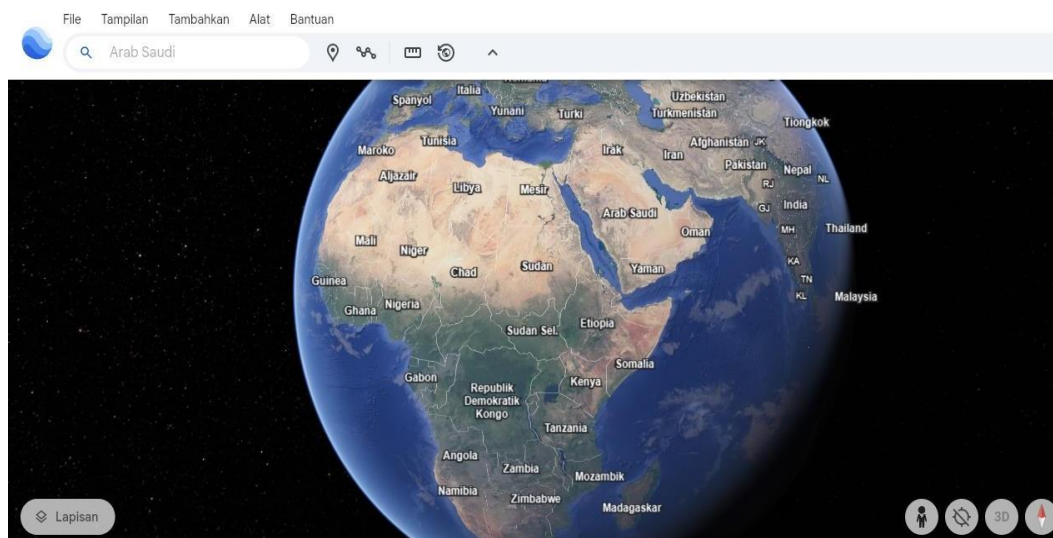 File Tampilan Tambahkan Alat Bantuan
Arab Saudi
Italia
Spanyol
Yunani
Turki
Uzbekistan
Turkmenistan
Tiongkok
Maroko
Tunisia
Irak
Iran
Afghanistan JK
Pakistan
Nepal
NL
RJ
Aljazair
Libya
Mesir
Arab Saudi
Oman
GJ
India
MH
Thailand
Mali
Niger
Chad
Sudan
Yaman
KA
TN
KL
Malaysia
Guinea
Ghana
Nigeria
Sudan Sel.
Etiopia
Somalia
Gabon
Republik
Demokratik
Kongo
Kenya
Tanzania
Angola
Zambia
Mozambik
Namibia
Zimbabwe
Madagaskar
Lapisan
3D